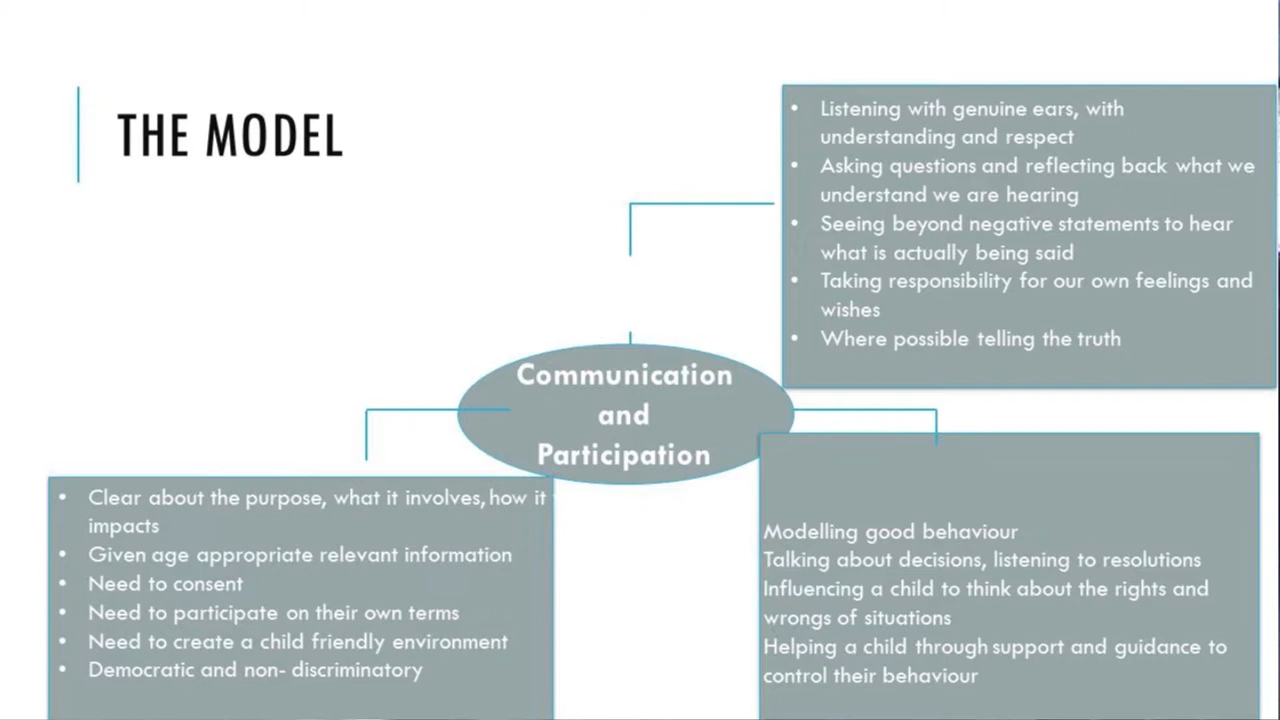 THE MODEL
• Listening with genuine ears, with
understanding and respect
• Asking questions and reflecting back what we
understand we are hearing
• Seeing beyond negative statements to hear
what is actually being said
• Taking responsibility for our own feelings and
wishes
• Where possible telling the truth
Communication
and
Participation
• Clear about the purpose, what it involves, how it
impacts
• Given age appropriate relevant information
• Need to consent
• Need to participate on their own terms
• Need to create a child friendly environment
• Democratic and non- discriminatory
Modelling good behaviour
Talking about decisions, listening to resolutions
Influencing a child to think about the rights and
wrongs of situations
Helping a child through support and guidance to
control their behaviour